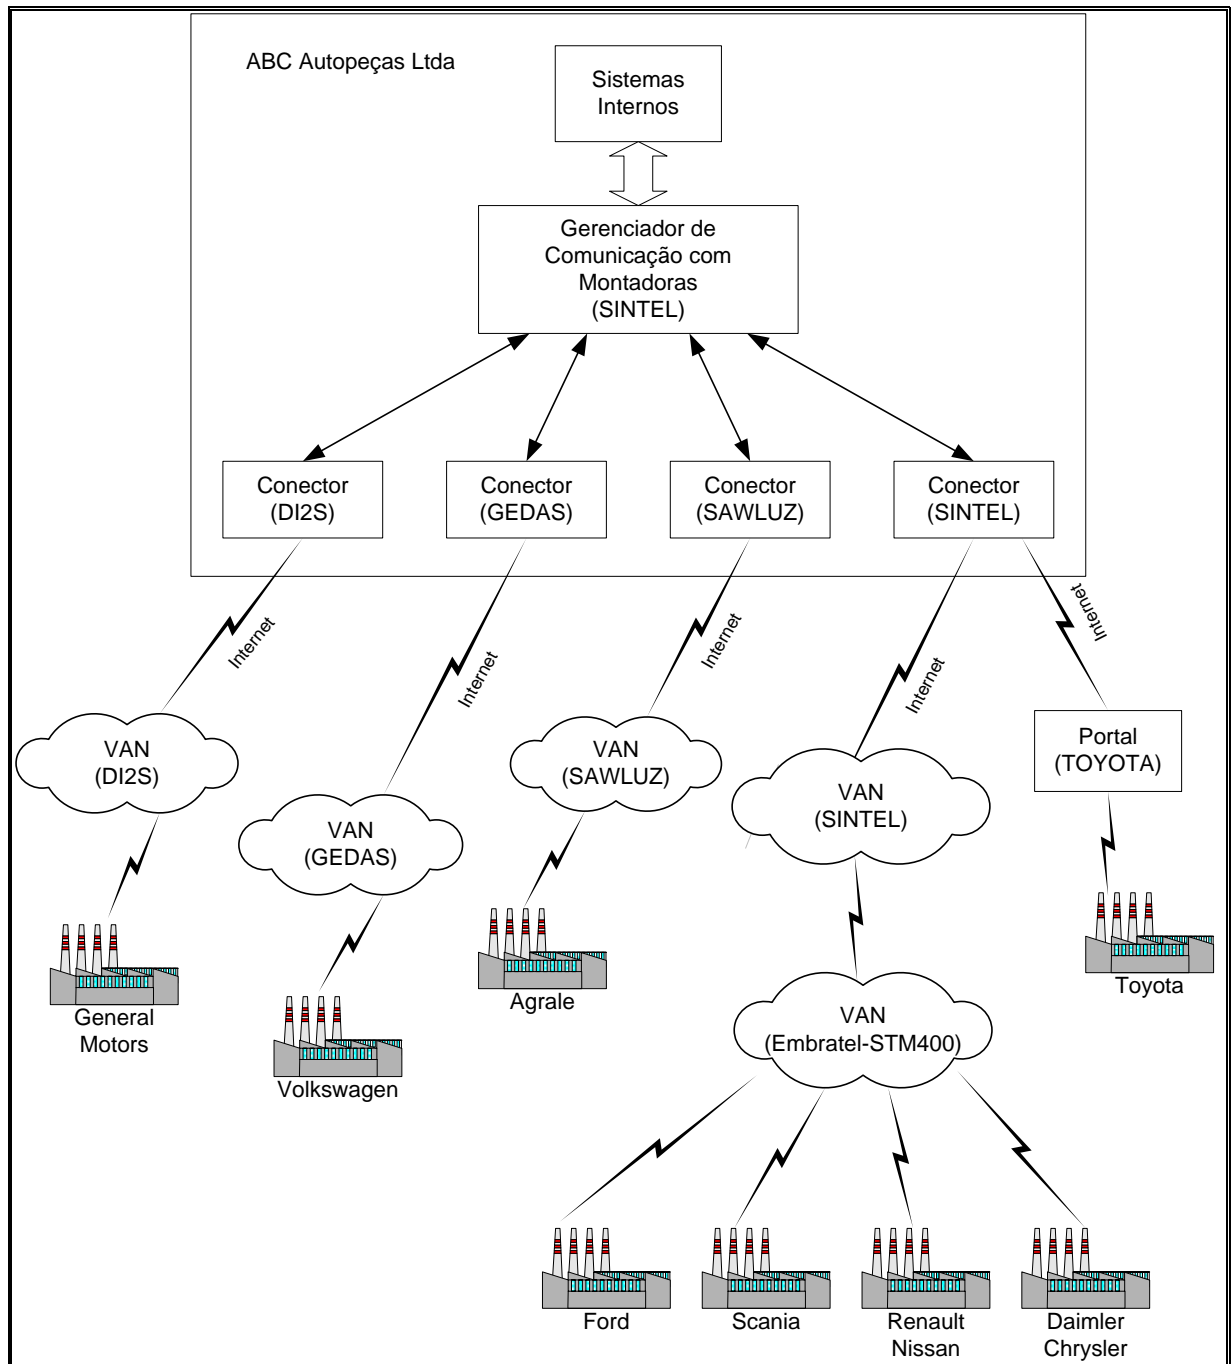 ABC Autopeças Ltda
Sistemas
Internos
Gerenciador de
Comunicação com
Montadoras
(SINTEL)
Conector
(DI2S)
Conector
(GEDAS)
Conector
(SAWLUZ)
Conector
(SINTEL)
Internet
Internet
Internet
Internet
Internet
VAN
(DI2S)
VAN
(GEDAS)
VAN
(SAWLUZ)
VAN
(SINTEL)
Portal
(TOYOTA)
General
Motors
Volkswagen
Agrale
Toyota
VAN
(Embratel-STM400)
Ford
Scania
Renault
Nissan
Daimler
Chrysler